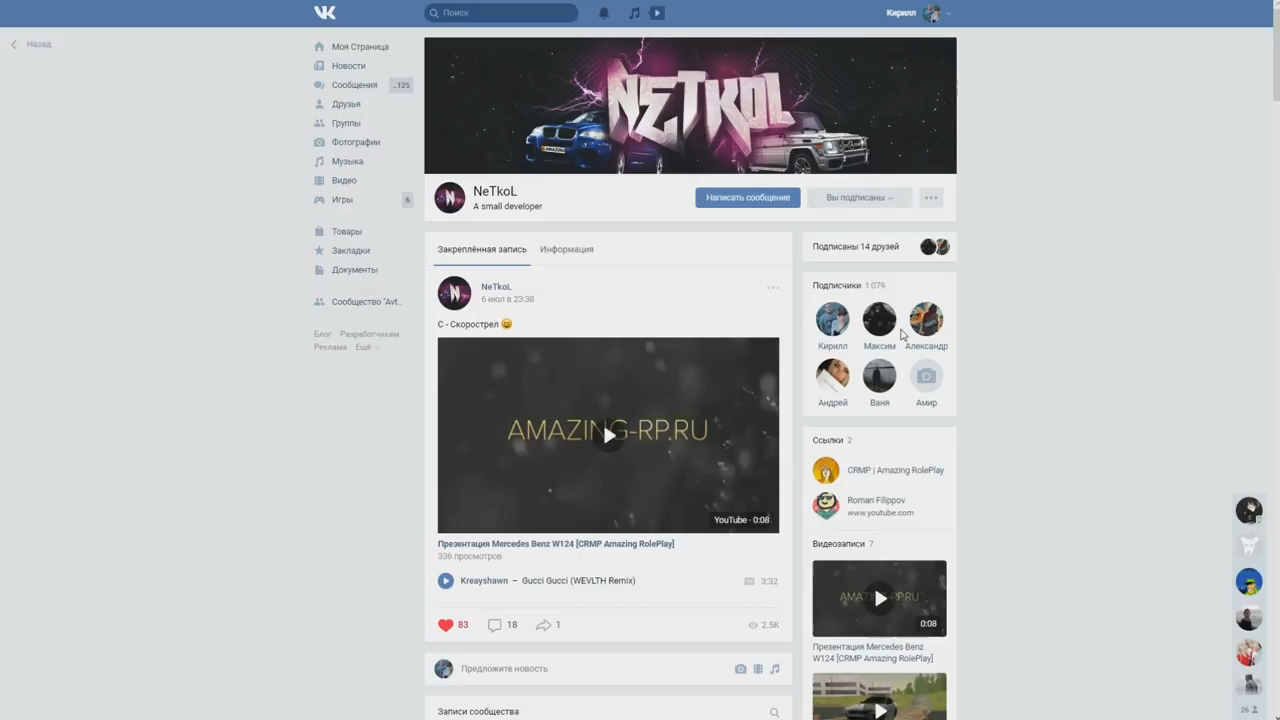 Поиск
Кирилл
Назад
Моя Страница
Новости
Сообщения
..125
Друзья
Группы
Фотографии
Музыка
Видео
Игры
6
Товары
Закладки
Документы
Сообщество "Avt..
Блог Разработчикам
Реклама Ещё
NETKOL
AMAZING
NeTkoL
A small developer
Написать сообщение
Вы подписаны
Закреплённая запись Информация
NeTkoL
6 июл в 23:38
С - Скорострел
AMAZING-RP.RU
YouTube · 0:08
Презентация Mercedes Benz W124 [CRMP Amazing RolePlay]
336 просмотров
Kreayshawn – Gucci Gucci (WEVLTH Remix)
3:32
83
18
1
2.5K
Предложите новость
Записи сообщества
Подписаны 14 друзей
Подписчики 1 079
Кирилл
Максим
Александр
Андрей
Ваня
Амир
Ссылки 2
CRMP | Amazing RolePlay
Roman Filippov
www.youtube.com
Видеозаписи 7
AMAZING-RP.RU
0:08
Презентация Mercedes Benz
W124 [CRMP Amazing RolePlay]
26